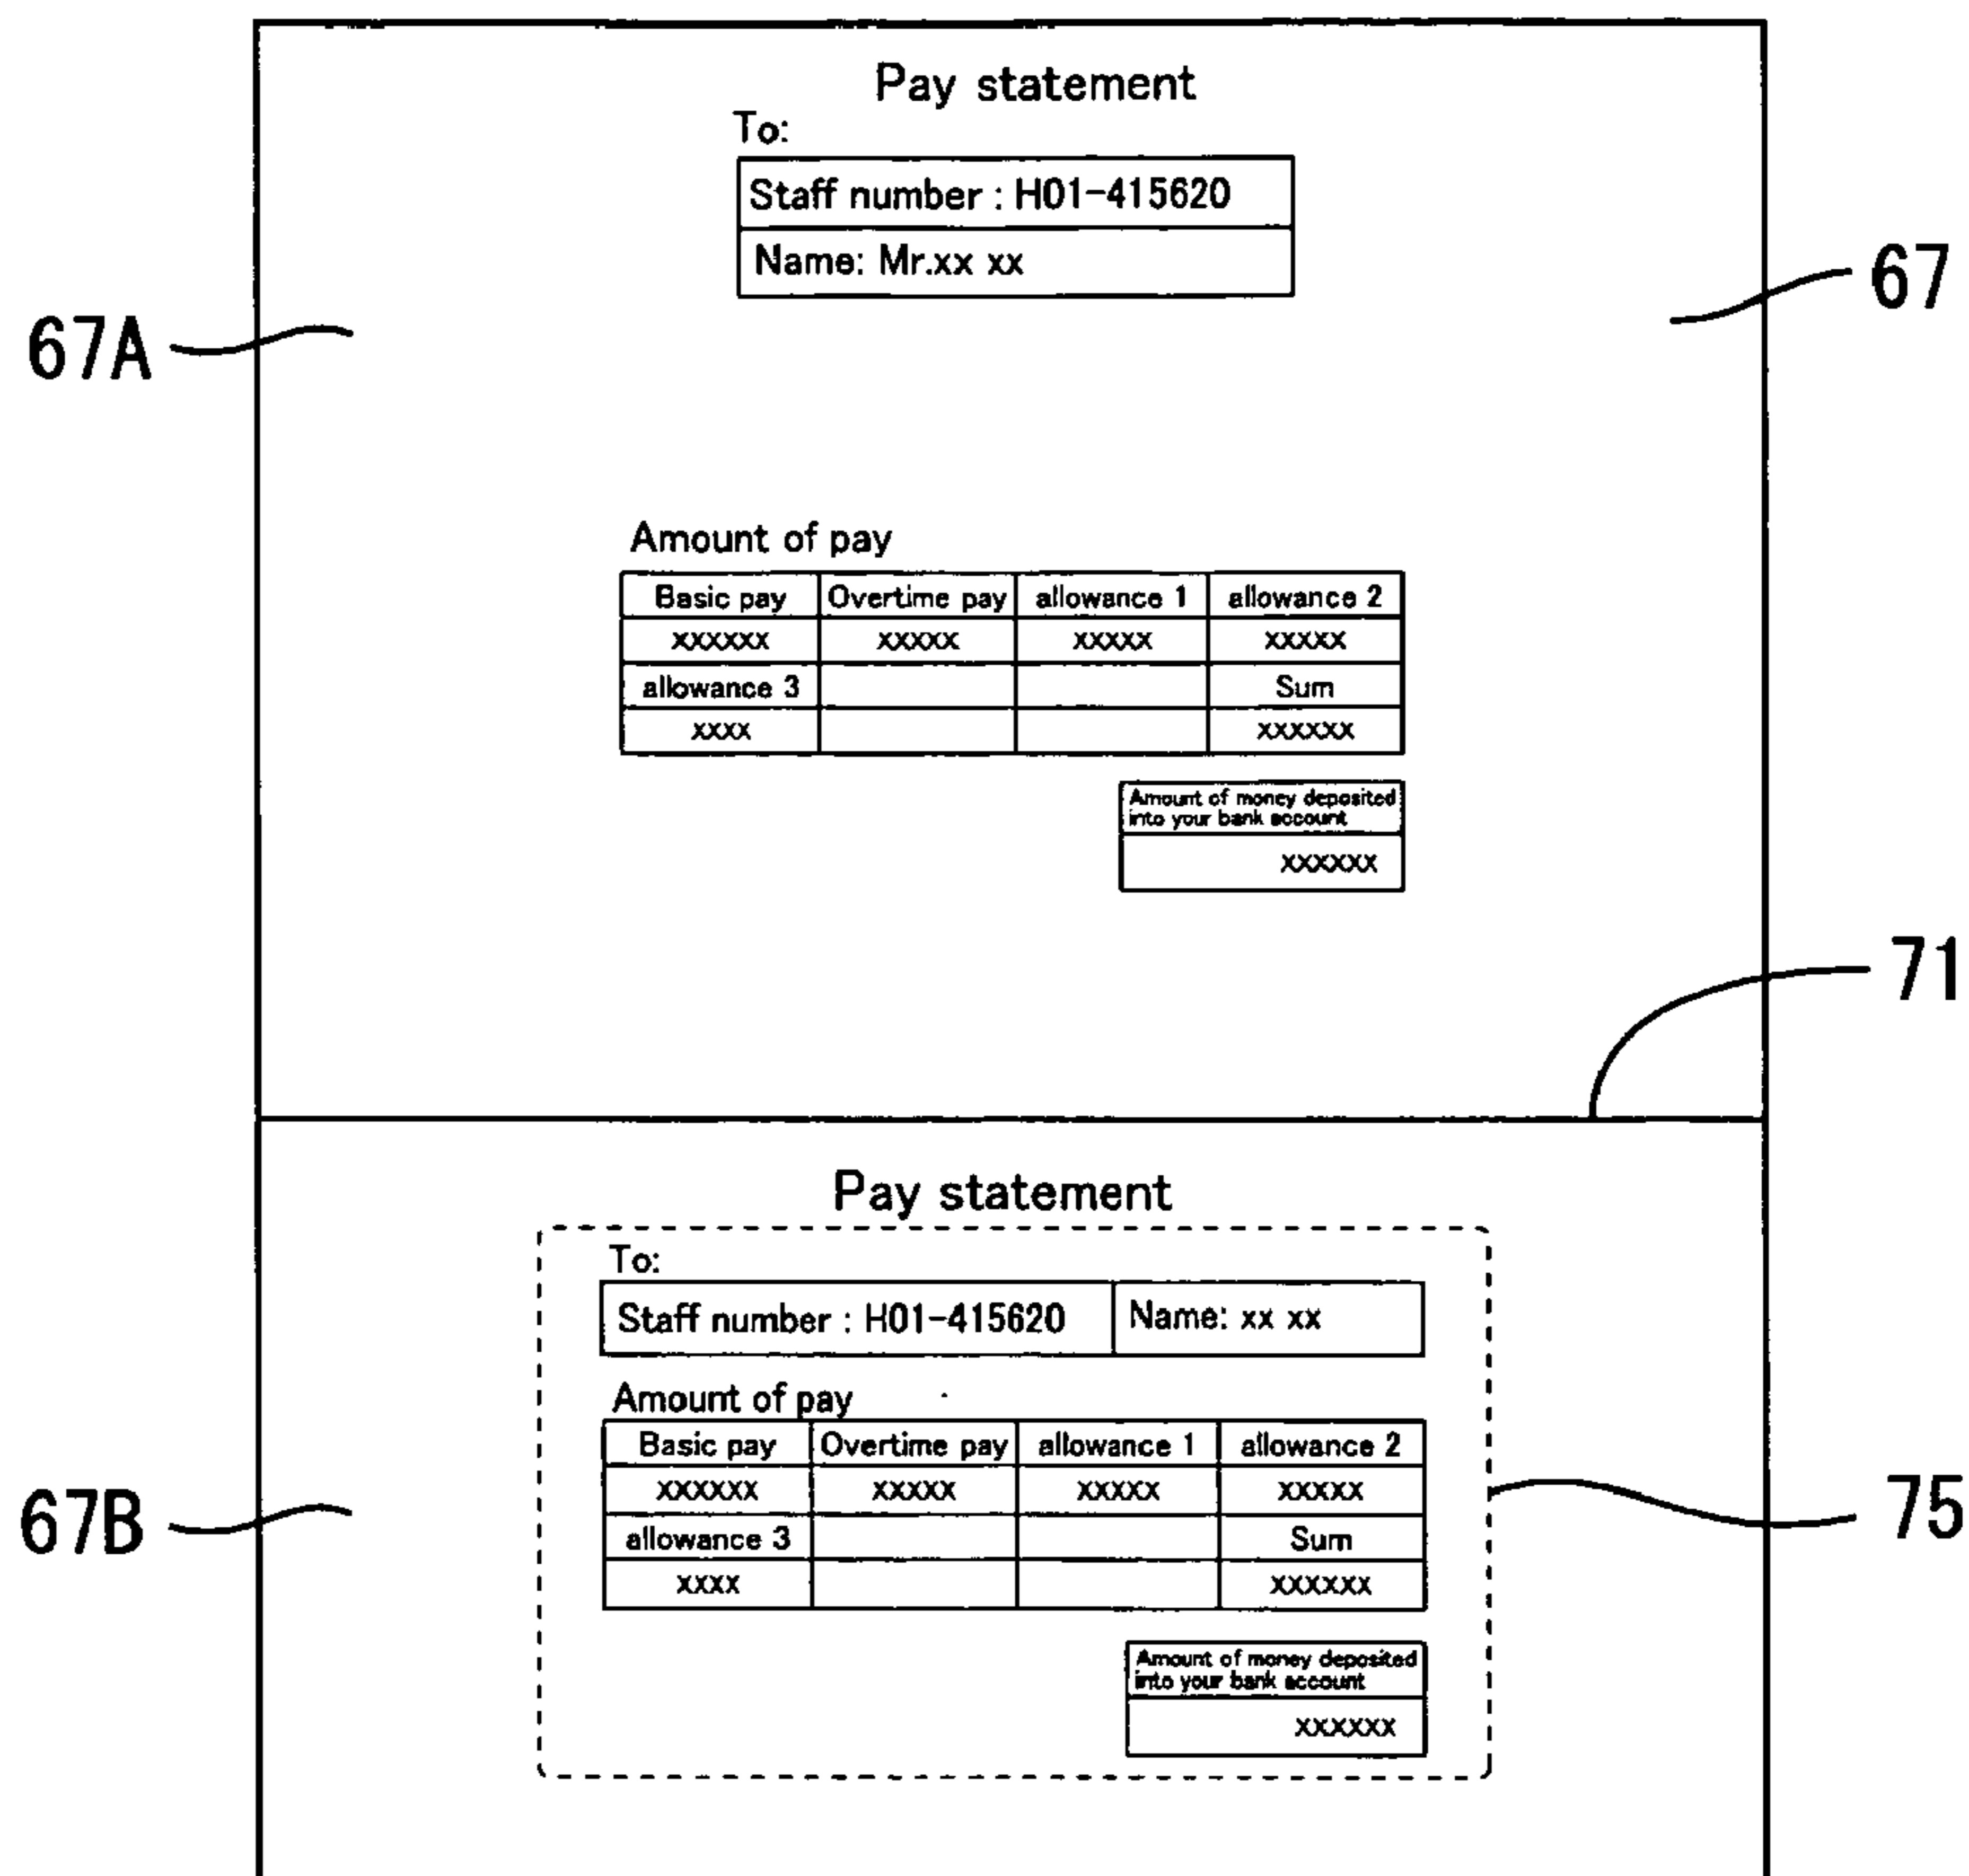 Pay statement
To:
Staff number : H01-415620
Name: Mr.xx xx
67
67A
Amount of pay
Basic pay Overtime pay allowance 1 allowance 2
xxxxxx xxxxx xxxxx xxxxx
allowance 3 Sum
xxxx xxxxxx
Amount of money deposited
into your bank account
xxxxxx
71
Pay statement
To:
Staff number : H01-415620 Name: xx xx
Amount of pay
Basic pay Overtime pay allowance 1 allowance 2
xxxxxx xxxxx xxxxx xxxxx
67B
75
allowance 3 Sum
xxxx xxxxxx
Amount of money deposited
into your bank account
xxxxxx